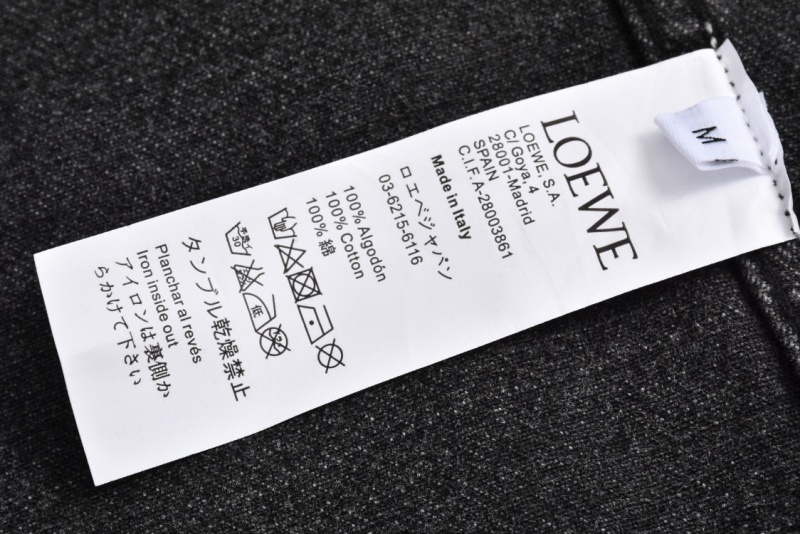 LOEWE
LOEWE, S.A.
C/ Goya, 4
28001-Madrid
SPAIN
C.I.F. A-28003861
Made in Italy
ロエベジャパン
03-6215-6116
100% Algodón
100% Cotton
100% 綿
30
低
タンブル乾燥禁止
Planchar al revés
Iron inside out
アイロンは裏側か
らかけて下さい
M